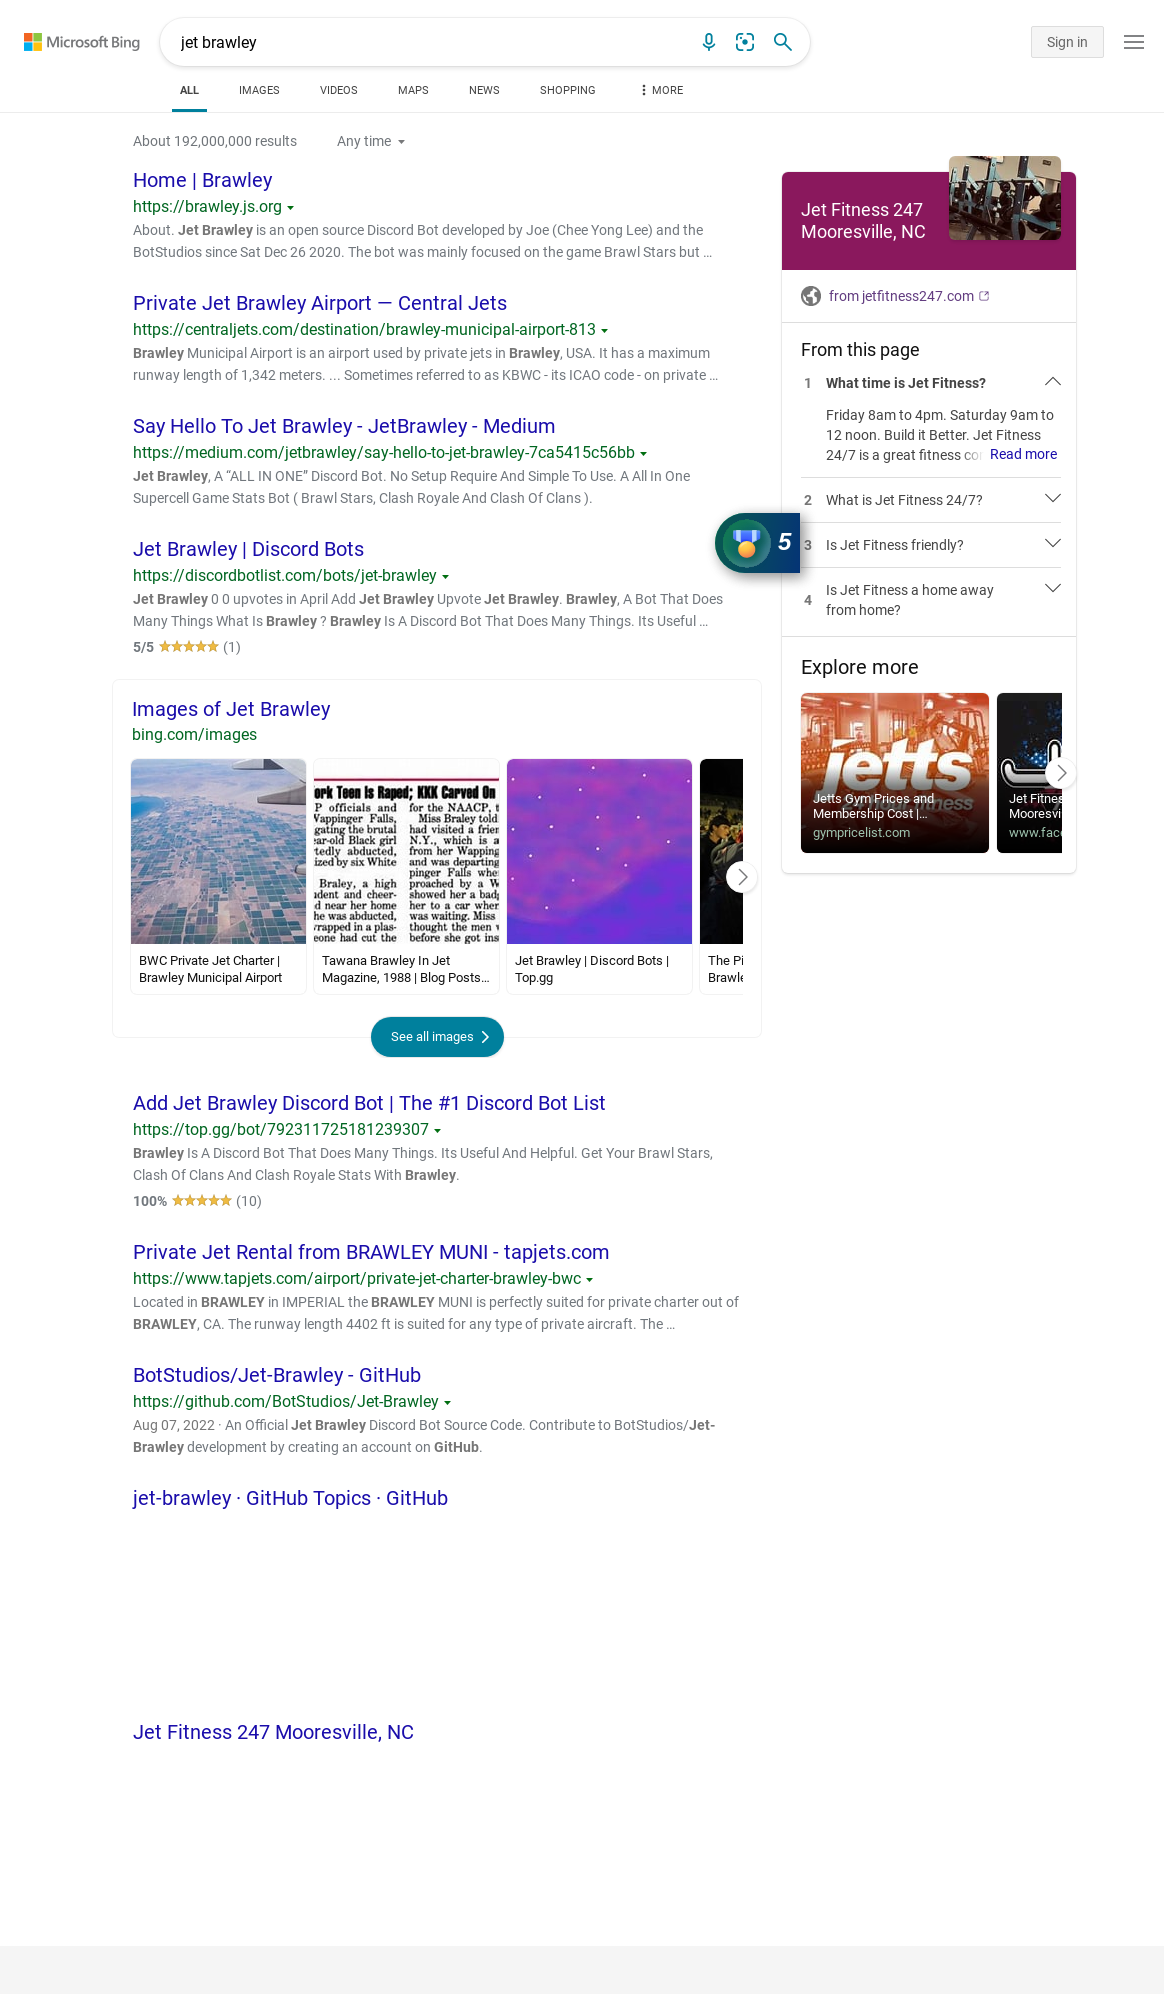 Microsoft Bing
jet brawley
Sign in
ALL
IMAGES
VIDEOS
MAPS
NEWS
SHOPPING
MORE
About 192,000,000 results
Any time
Home | Brawley
https://brawley.js.org
About. Jet Brawley is an open source Discord Bot developed by Joe (Chee Yong Lee) and the
BotStudios since Sat Dec 26 2020. The bot was mainly focused on the game Brawl Stars but …
Private Jet Brawley Airport — Central Jets
https://centraljets.com/destination/brawley-municipal-airport-813
Brawley Municipal Airport is an airport used by private jets in Brawley, USA. It has a maximum
runway length of 1,342 meters. ... Sometimes referred to as KBWC - its ICAO code - on private …
Say Hello To Jet Brawley - JetBrawley - Medium
https://medium.com/jetbrawley/say-hello-to-jet-brawley-7ca5415c56bb
Jet Brawley, A “ALL IN ONE” Discord Bot. No Setup Require And Simple To Use. A All In One
Supercell Game Stats Bot ( Brawl Stars, Clash Royale And Clash Of Clans ).
Jet Brawley | Discord Bots
https://discordbotlist.com/bots/jet-brawley
Jet Brawley 0 0 upvotes in April Add Jet Brawley Upvote Jet Brawley. Brawley, A Bot That Does
Many Things What Is Brawley ? Brawley Is A Discord Bot That Does Many Things. Its Useful …
5/5 (1)
Images of Jet Brawley
bing.com/images
ork Teen Is Raped; KKK Carved On
P officials and
Wappinger Falls,
gating the brutal
ear-old Black girl
rtedly abducted,
ized by six White
Braley, a high
udent and cheer-
d near her home
he was abducted,
wrapped in a plas-
eone had cut the
for the NAACP, t
Miss Braley told
had visited a frien
N.Y., which is a
from her Wapping
and was departing
pinger Falls when
proached by a W
showed her a badg
her to a car when
was waiting. Miss
thought the men w
before she got ins
BWC Private Jet Charter |
Brawley Municipal Airport
Tawana Brawley In Jet
Magazine, 1988 | Blog Posts…
Jet Brawley | Discord Bots |
Top.gg
The Pi
Brawle
See all images
Add Jet Brawley Discord Bot | The #1 Discord Bot List
https://top.gg/bot/792311725181239307
Brawley Is A Discord Bot That Does Many Things. Its Useful And Helpful. Get Your Brawl Stars,
Clash Of Clans And Clash Royale Stats With Brawley.
100% (10)
Private Jet Rental from BRAWLEY MUNI - tapjets.com
https://www.tapjets.com/airport/private-jet-charter-brawley-bwc
Located in BRAWLEY in IMPERIAL the BRAWLEY MUNI is perfectly suited for private charter out of
BRAWLEY, CA. The runway length 4402 ft is suited for any type of private aircraft. The …
BotStudios/Jet-Brawley - GitHub
https://github.com/BotStudios/Jet-Brawley
Aug 07, 2022 · An Official Jet Brawley Discord Bot Source Code. Contribute to BotStudios/Jet-
Brawley development by creating an account on GitHub.
jet-brawley · GitHub Topics · GitHub
Jet Fitness 247 Mooresville, NC
Jet Fitness 247
Mooresville, NC
from jetfitness247.com
From this page
1 What time is Jet Fitness?
Friday 8am to 4pm. Saturday 9am to
12 noon. Build it Better. Jet Fitness
24/7 is a great fitness co Read more
2 What is Jet Fitness 24/7?
5
3 Is Jet Fitness friendly?
4 Is Jet Fitness a home away
from home?
Explore more
jetts
Jetts Gym Prices and
Membership Cost |…
gympricelist.com
Jet Fitnes
Mooresvi
www.fac